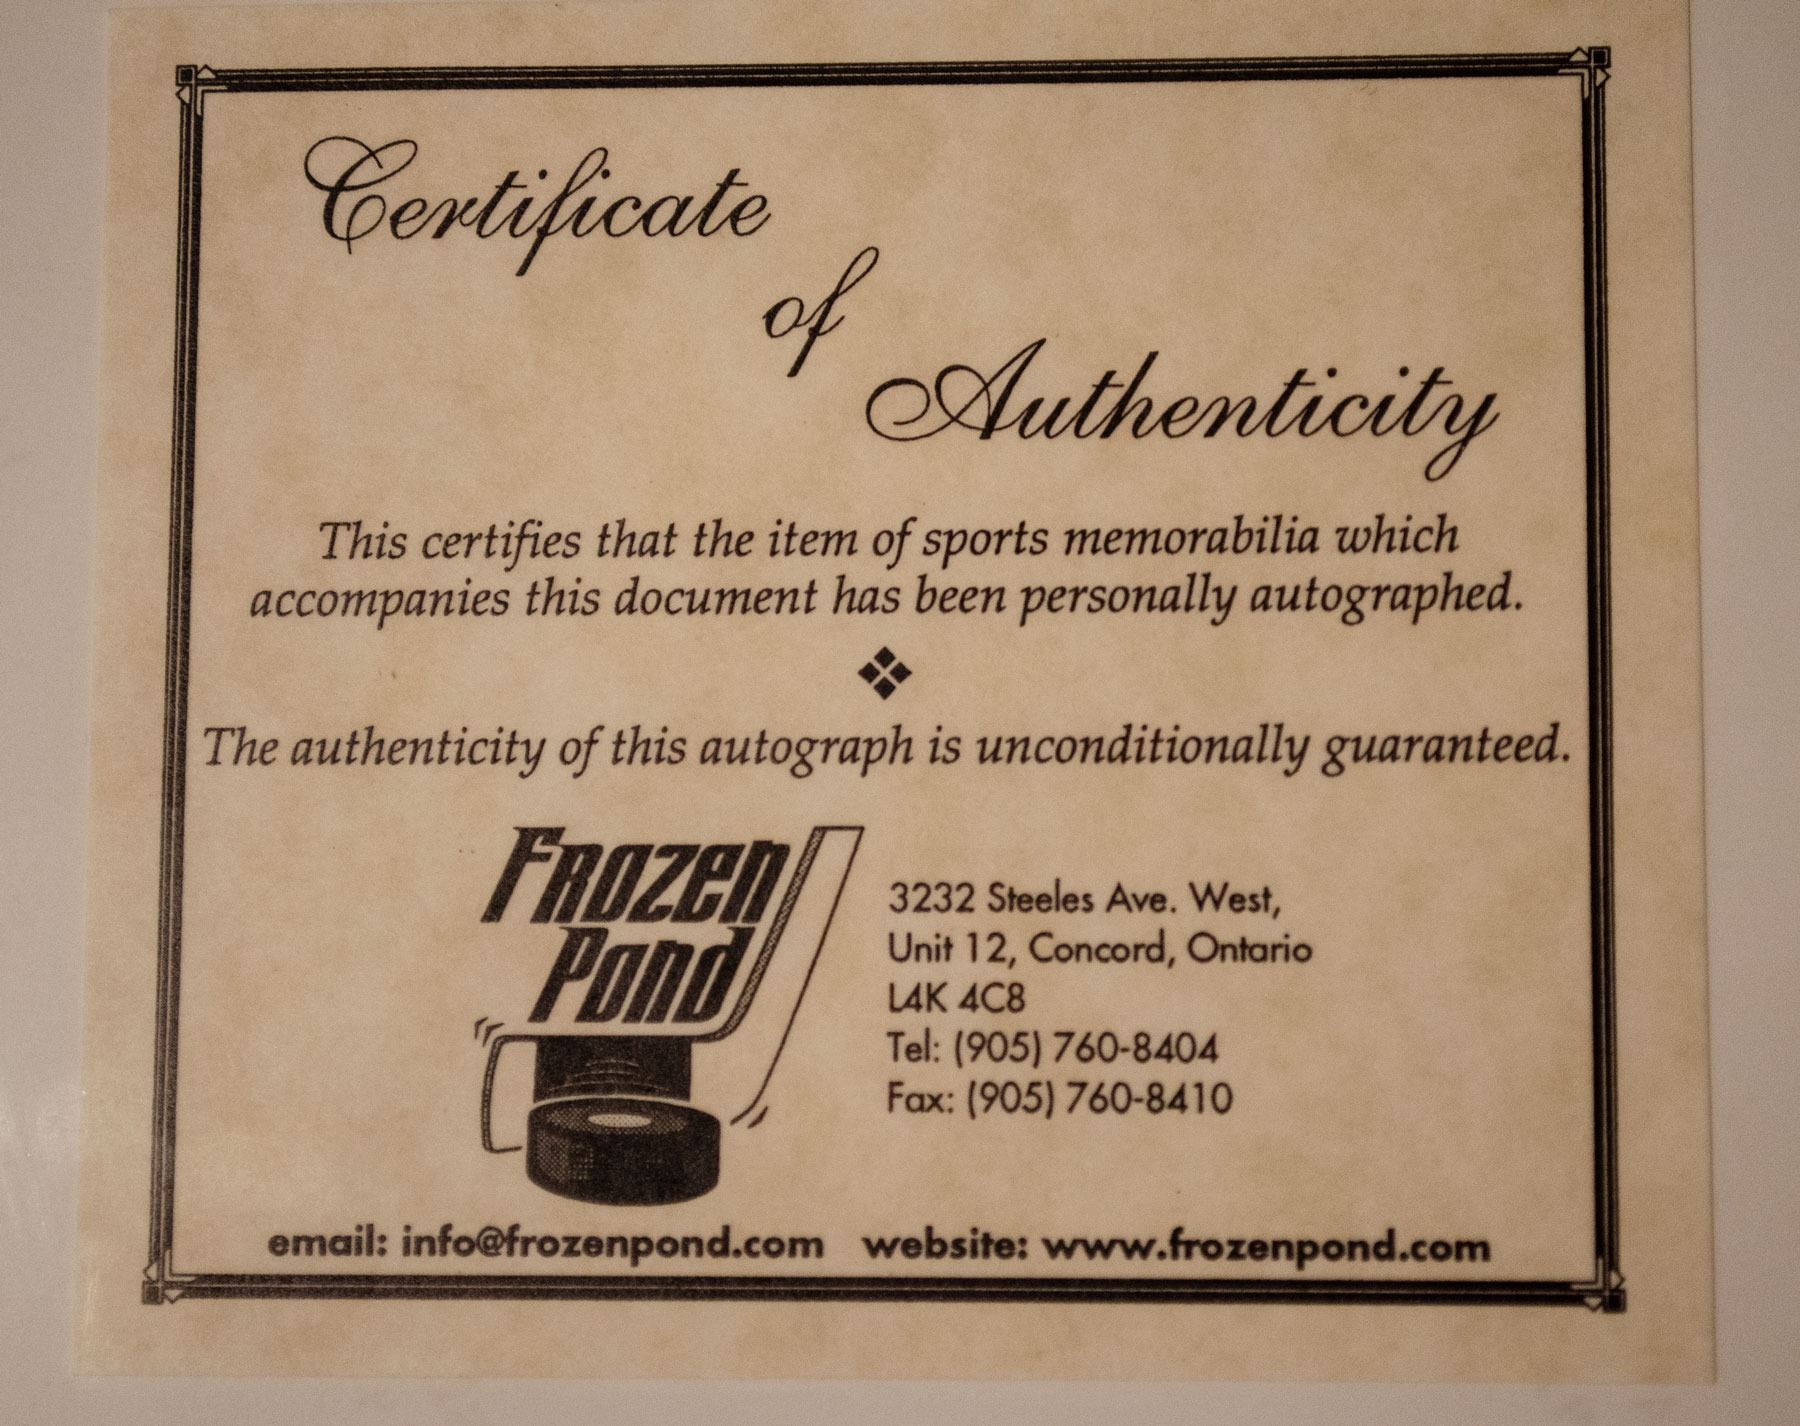 Certificate
of
Authenticity
This certifies that the item of sports memorabilia which
accompanies this document has been personally autographed.
The authenticity of this autograph is unconditionally guaranteed.
Frozen
Pond
3232 Steeles Ave. West,
Unit 12, Concord, Ontario
L4K 4C8
Tel: (905) 760-8404
Fax: (905) 760-8410
email: info@frozenpond.com website: www.frozenpond.com